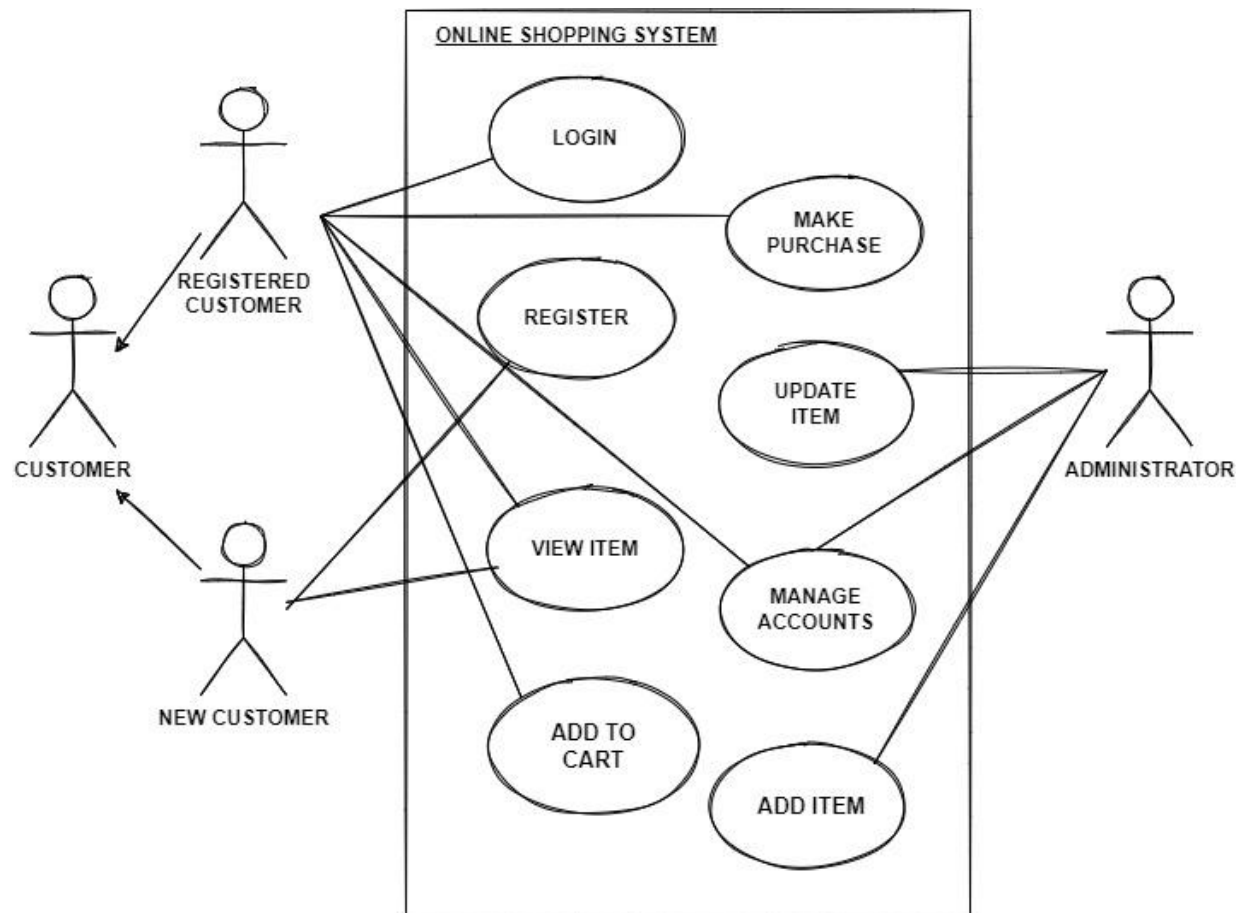 ONLINE SHOPPING SYSTEM
LOGIN
MAKE
PURCHASE
REGISTERED
CUSTOMER
REGISTER
UPDATE
ITEM
CUSTOMER
ADMINISTRATOR
VIEW ITEM
MANAGE
ACCOUNTS
NEW CUSTOMER
ADD TO
CART
ADD ITEM